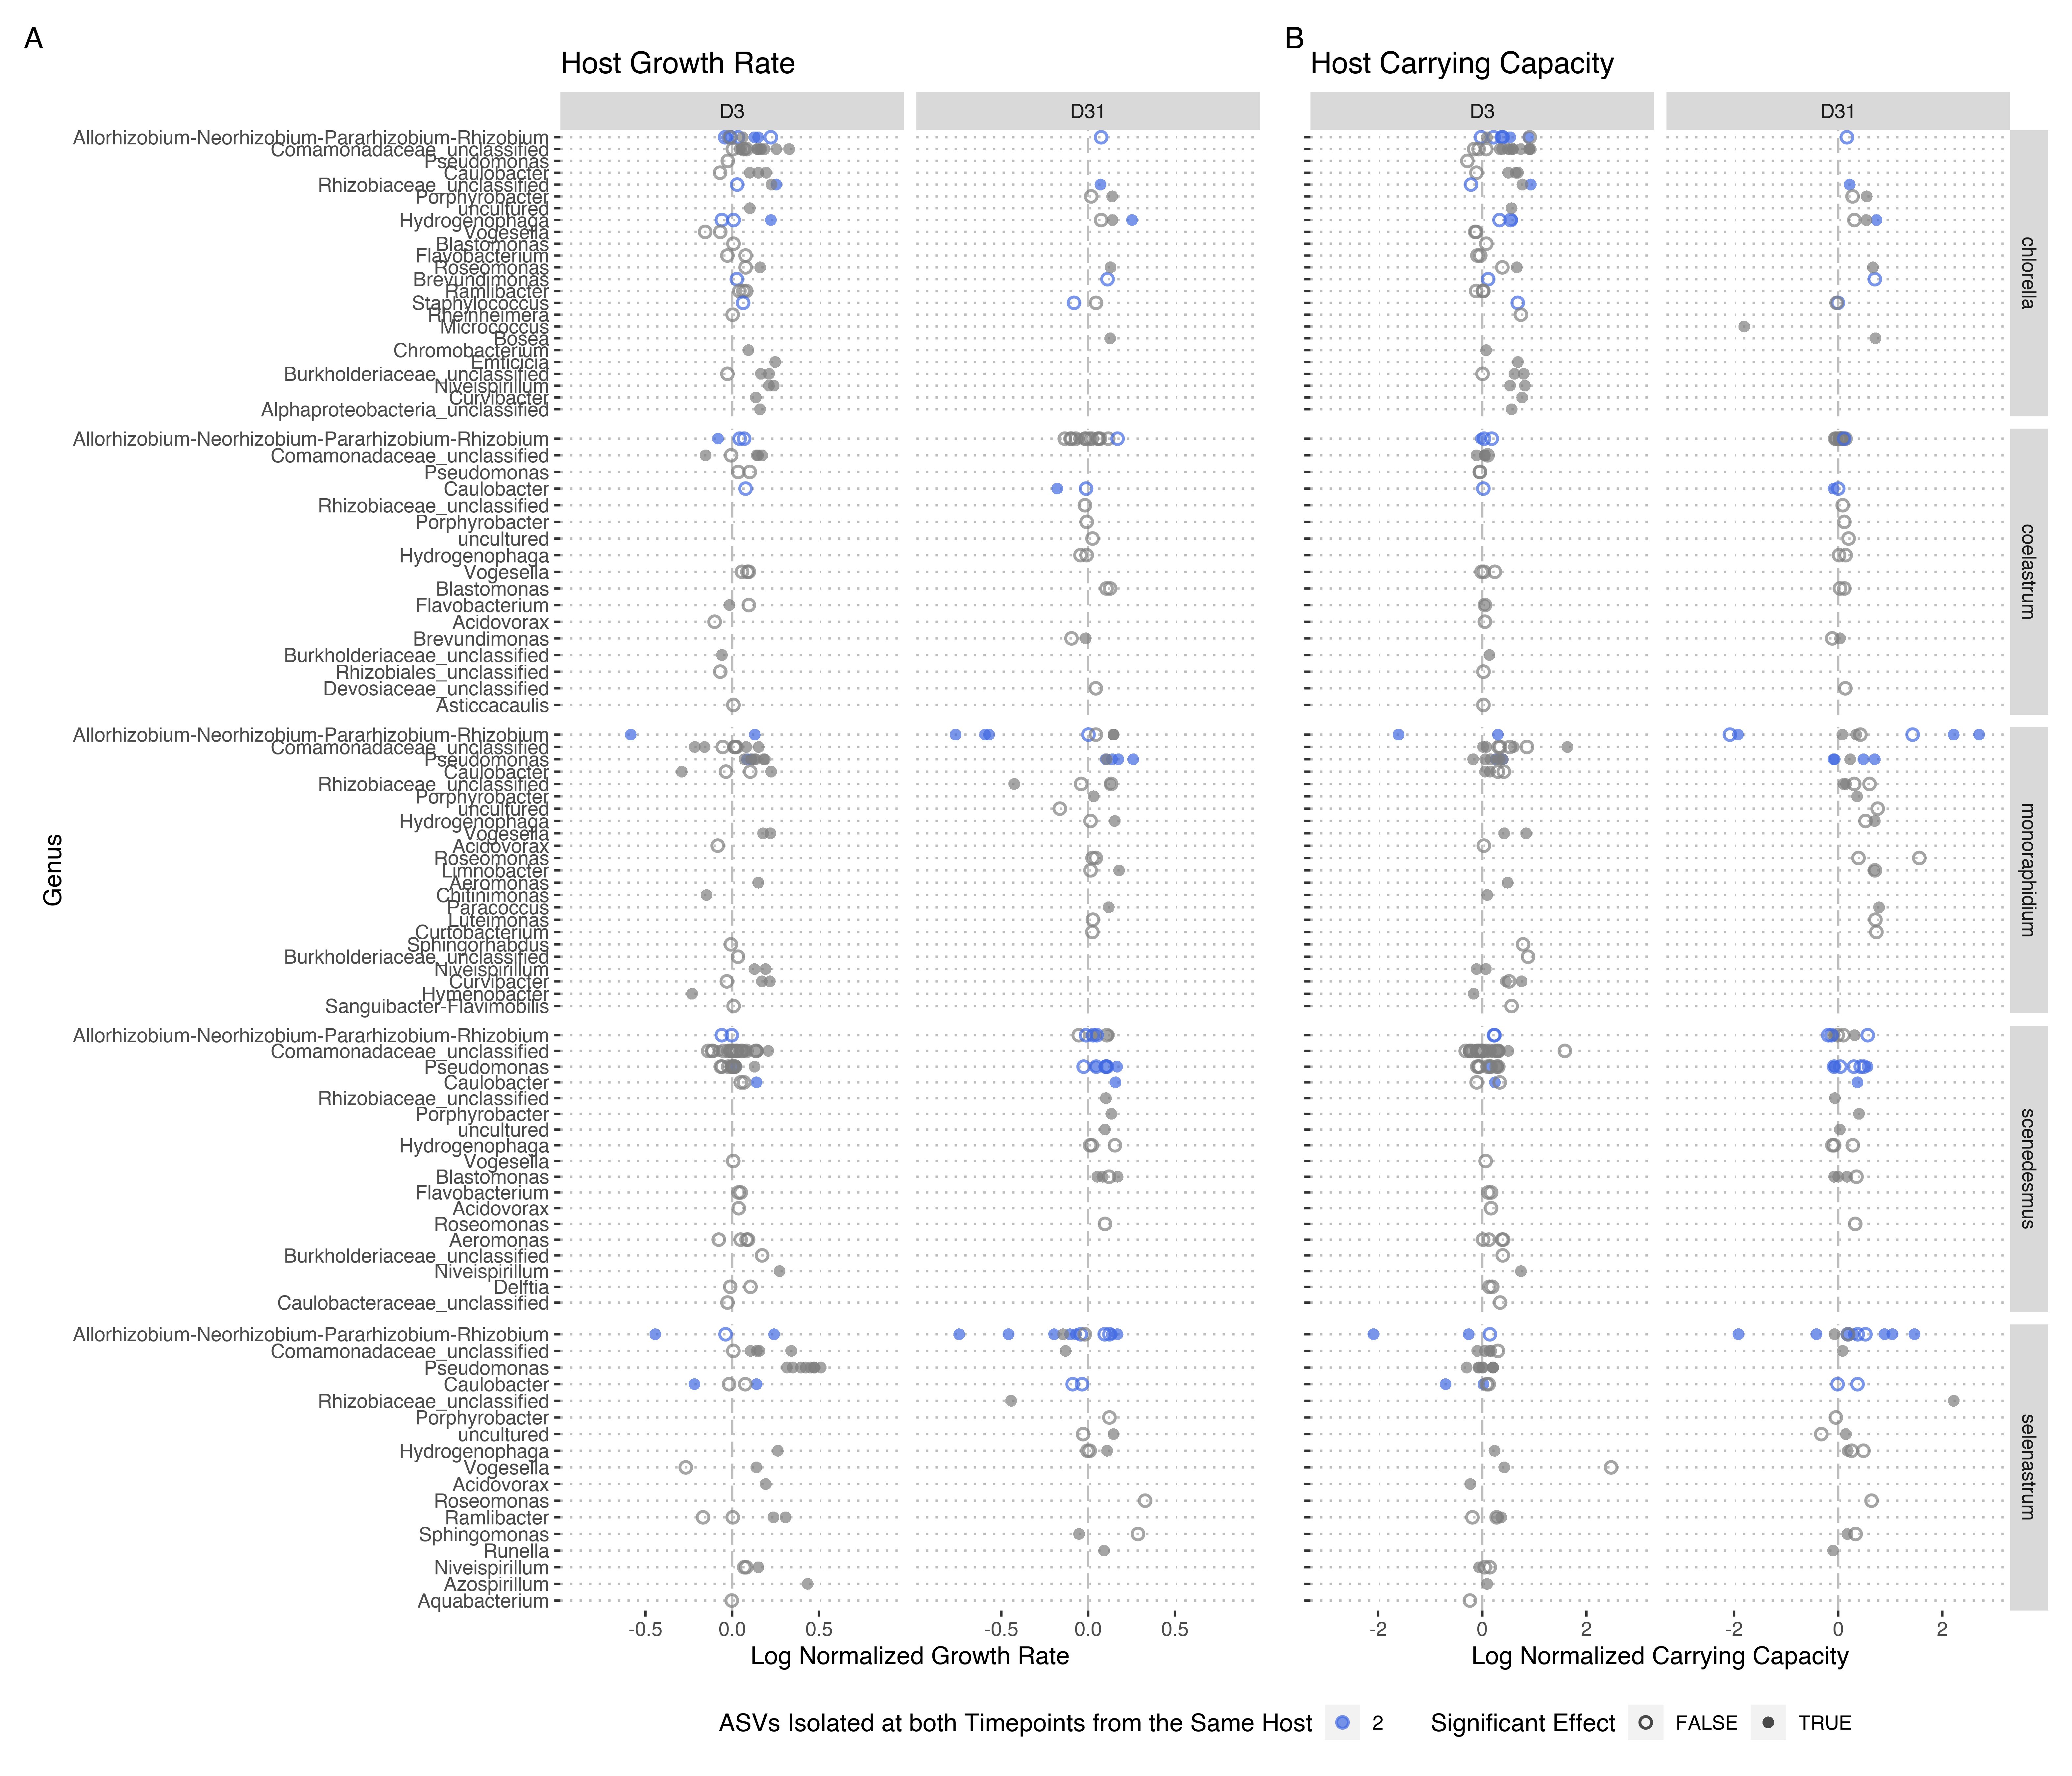 A
B
Host Growth Rate
Host Carrying Capacity
D3
D31
D3
D31
Genus
Allorhizobium-Neorhizobium-Pararhizobium-Rhizobium
Comamonadaceae_unclassified
Pseudomonas
Caulobacter
Rhizobiaceae_unclassified
Porphyrobacter
uncultured
Hydrogenophaga
Vogesella
Blastomonas
Flavobacterium
Roseomonas
Brevundimonas
Ramlibacter
Staphylococcus
Rheinheimera
Micrococcus
Bosea
Chromobacterium
Emticicia
Burkholderiaceae_unclassified
Niveispirillum
Curvibacter
Alphaproteobacteria_unclassified
chlorella
Allorhizobium-Neorhizobium-Pararhizobium-Rhizobium
Comamonadaceae_unclassified
Pseudomonas
Caulobacter
Rhizobiaceae_unclassified
Porphyrobacter
uncultured
Hydrogenophaga
Vogesella
Blastomonas
Flavobacterium
Acidovorax
Brevundimonas
Burkholderiaceae_unclassified
Rhizobiales_unclassified
Devosiaceae_unclassified
Asticcacaulis
coelastrum
Allorhizobium-Neorhizobium-Pararhizobium-Rhizobium
Comamonadaceae_unclassified
Pseudomonas
Caulobacter
Rhizobiaceae_unclassified
Porphyrobacter
uncultured
Hydrogenophaga
Vogesella
Acidovorax
Roseomonas
Limnobacter
Aeromonas
Chitinimonas
Paracoccus
Luteimonas
Curtobacterium
Sphingorhabdus
Burkholderiaceae_unclassified
Niveispirillum
Curvibacter
Hymenobacter
Sanguibacter-Flavimobilis
monoraphidium
Allorhizobium-Neorhizobium-Pararhizobium-Rhizobium
Comamonadaceae_unclassified
Pseudomonas
Caulobacter
Rhizobiaceae_unclassified
Porphyrobacter
uncultured
Hydrogenophaga
Vogesella
Blastomonas
Flavobacterium
Acidovorax
Roseomonas
Aeromonas
Burkholderiaceae_unclassified
Niveispirillum
Delftia
Caulobacteraceae_unclassified
scenedesmus
Allorhizobium-Neorhizobium-Pararhizobium-Rhizobium
Comamonadaceae_unclassified
Pseudomonas
Caulobacter
Rhizobiaceae_unclassified
Porphyrobacter
uncultured
Hydrogenophaga
Vogesella
Acidovorax
Roseomonas
Ramlibacter
Sphingomonas
Runella
Niveispirillum
Azospirillum
Aquabacterium
selenastrum
-0.5 0.0 0.5
-0.5 0.0 0.5
-2 0 2
-2 0 2
Log Normalized Growth Rate
Log Normalized Carrying Capacity
ASVs Isolated at both Timepoints from the Same Host 2 Significant Effect FALSE TRUE